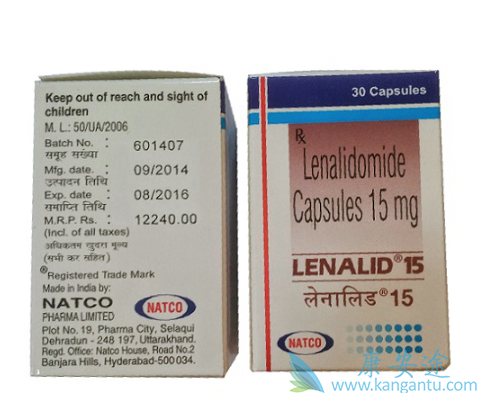 Keep out of reach and sight of
children
M. L.: 50/UA/2006
Batch No. : 601407
समूह संख्या
Mfg. date. : 09/2014
उत्पादन तिथि
Exp. date : 08/2016
समाप्ति तिथि
M.R.P. Rs. : 12240.00
(Incl. of all taxes)
अधिकतम खुदरा मूल्य
(सभी कर सहित)
®Registered Trade Mark
Made in India by:
NATCO
PHARMA LIMITED
NATCO
Plot No. 19, Pharma City, Selaqui
Dehradun - 248 197, Uttarakhand.
Regd. Office: Natco House, Road No.2
Banjara Hills, Hyderabad-500 034.
30 Capsules
Rx
Lenalidomide
Capsules 15 mg
LENALID® 15
लेनालिड® 15
NATCO
康安途
www.kangantu.com